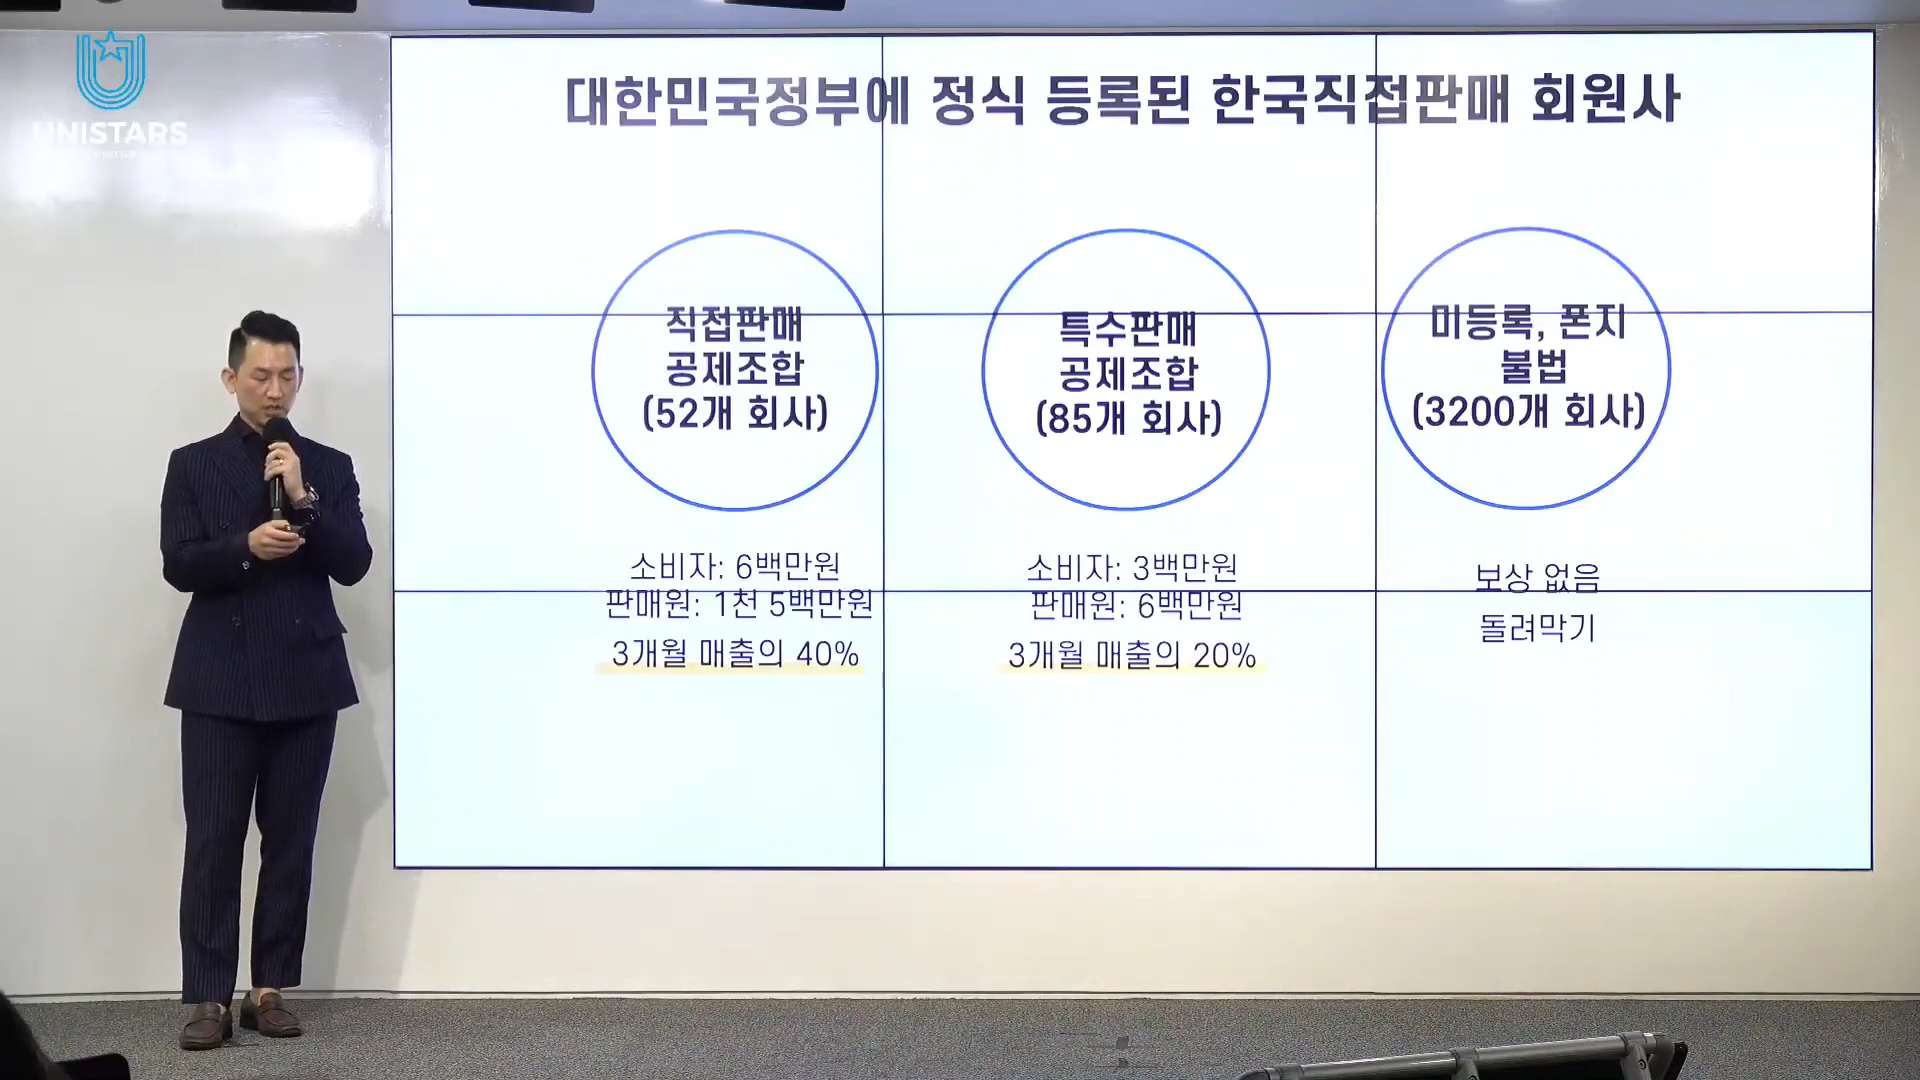 UNISTARS
대한민국정부에 정식 등록된 한국직접판매 회원사
직접판매
공제조합
(52개 회사)
소비자: 6백만원
판매원: 1천 5백만원
3개월 매출의 40%
특수판매
공제조합
(85개 회사)
소비자: 3백만원
판매원: 6백만원
3개월 매출의 20%
미등록, 폰지
불법
(3200개 회사)
보상 없음
돌려막기